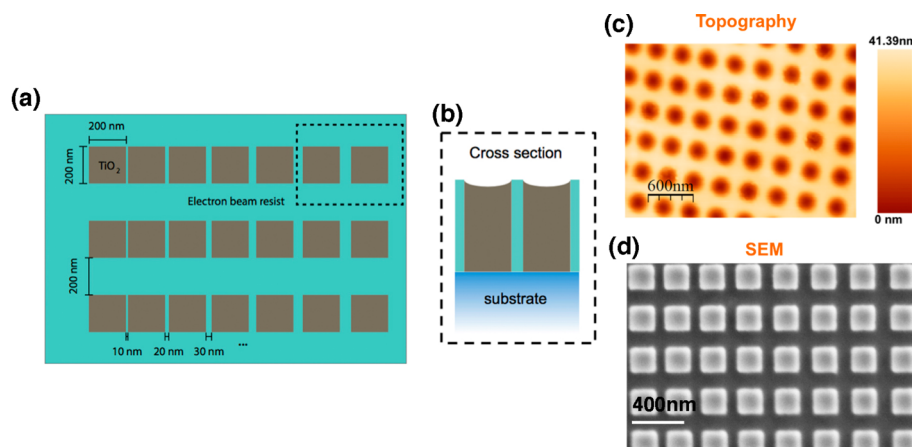 (a)
200 nm
200 nm
TiO2
Electron beam resist
200 nm
10 nm
20 nm
30 nm
...
(b)
Cross section
substrate
(c)
Topography
41.39nm
600nm
0 nm
(d)
SEM
400nm